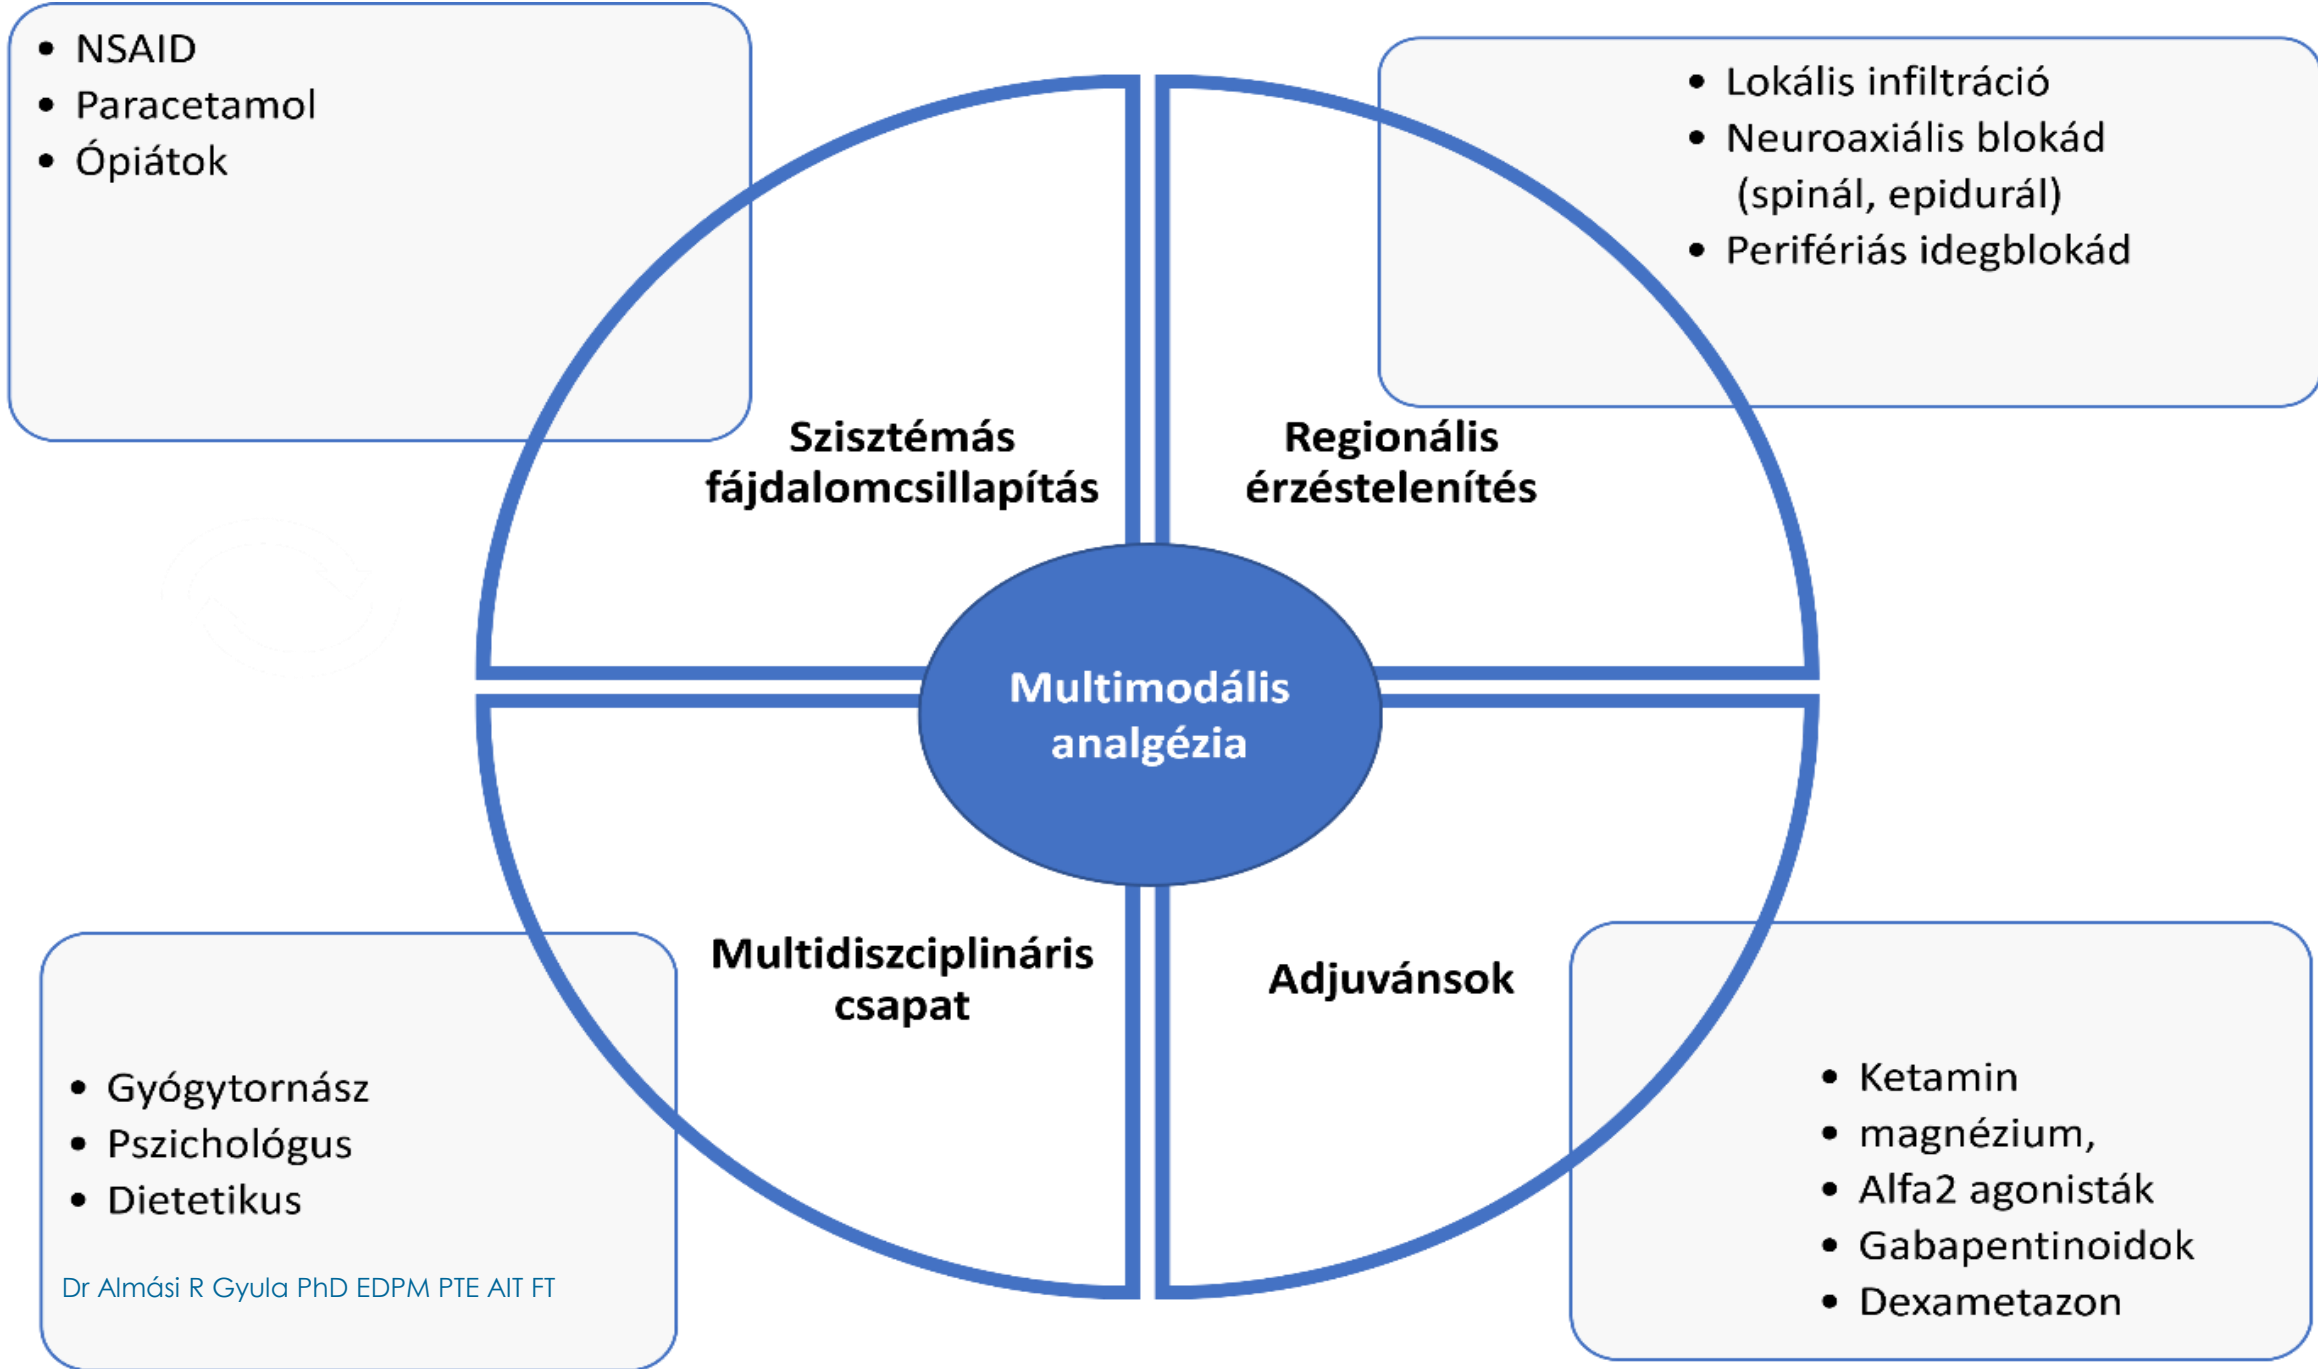 • NSAID
• Paracetamol
• Ópiátok
• Lokális infiltráció
• Neuroaxiális blokád
(spinál, epidurál)
• Perifériás idegblokád
Szisztémás
fájdalomcsillapítás
Regionális
érzéstelenítés
Multimodális
analgézia
Multidiszciplináris
csapat
Adjuvánsok
• Gyógytornász
• Pszichológus
• Dietetikus
Dr Almási R Gyula PhD EDPM PTE AIT FT
• Ketamin
• magnézium,
• Alfa2 agonisták
• Gabapentinoidok
• Dexametazon